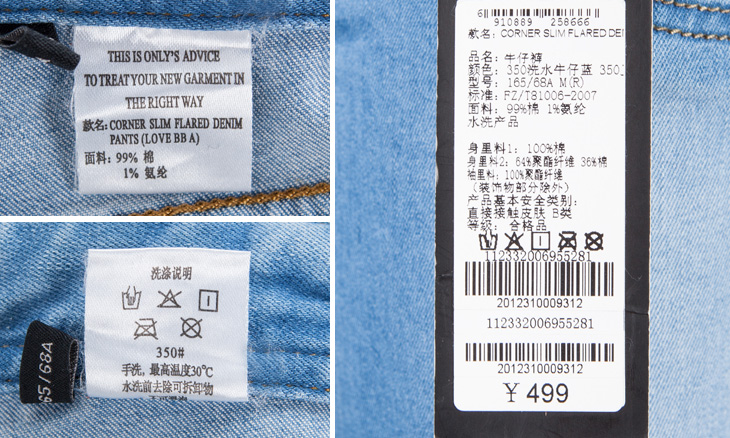 THIS IS ONLY'S ADVICE
TO TREAT YOUR NEW GARMENT IN
THE RIGHT WAY
款名: CORNER SLIM FLARED DENIM
PANTS (LOVE BB A)
面料: 99% 棉
1% 氨纶
洗涤说明
350#
手洗, 最高温度30℃
水洗前去除可拆卸物
65/68A
6 910889 258666
款名: CORNER SLIM FLARED DEN
品名: 牛仔裤
颜色: 350洗水牛仔蓝 350
型号: 165/68A M(R)
标准: FZ/T81006-2007
面料: 99%棉 1%氨纶
水洗产品
身里料1: 100%棉
身里料2: 64%聚酯纤维 36%棉
袖里料: 100%聚酯纤维
(装饰物部分除外)
产品基本安全类别:
直接接触皮肤 B类
等级: 合格品
112332006955281
2012310009312
112332006955281
2012310009312
¥ 499